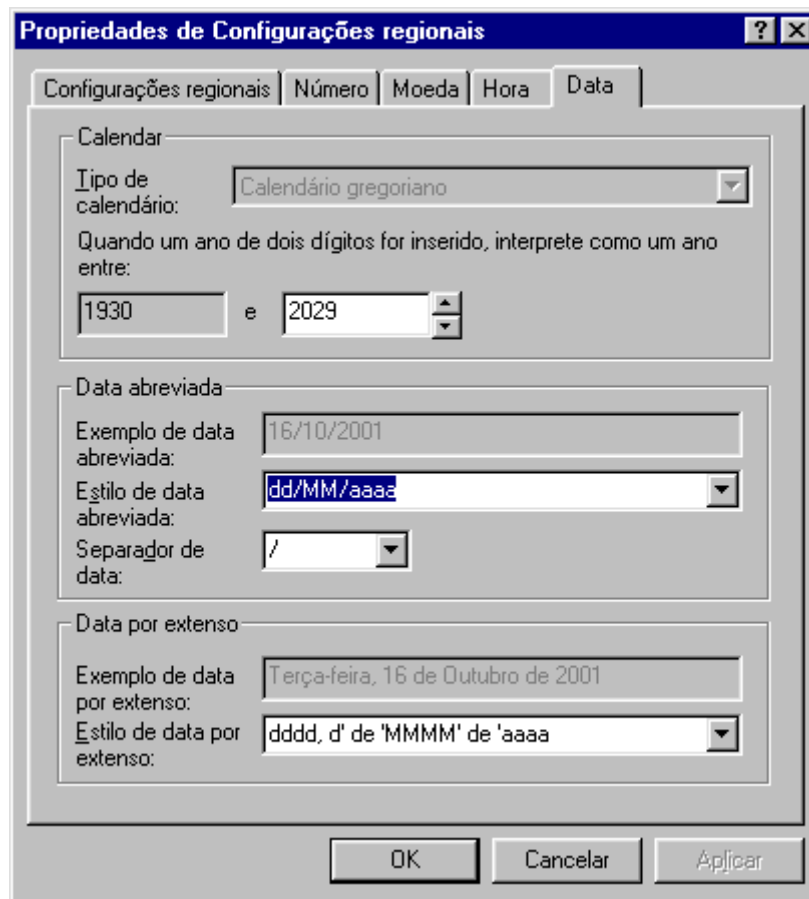 Propriedades de Configurações regionais
Configurações regionais Número Moeda Hora Data
Calendar
Tipo de
calendário:
Calendário gregoriano
Quando um ano de dois dígitos for inserido, interprete como um ano
entre:
1930 e 2029
Data abreviada
Exemplo de data
abreviada:
16/10/2001
Estilo de data
abreviada:
dd/MM/aaaa
Separador de
data:
/
Data por extenso
Exemplo de data
por extenso:
Terça-feira, 16 de Outubro de 2001
Estilo de data por
extenso:
dddd, d' de 'MMMM' de 'aaaa
OK Cancelar Aplicar